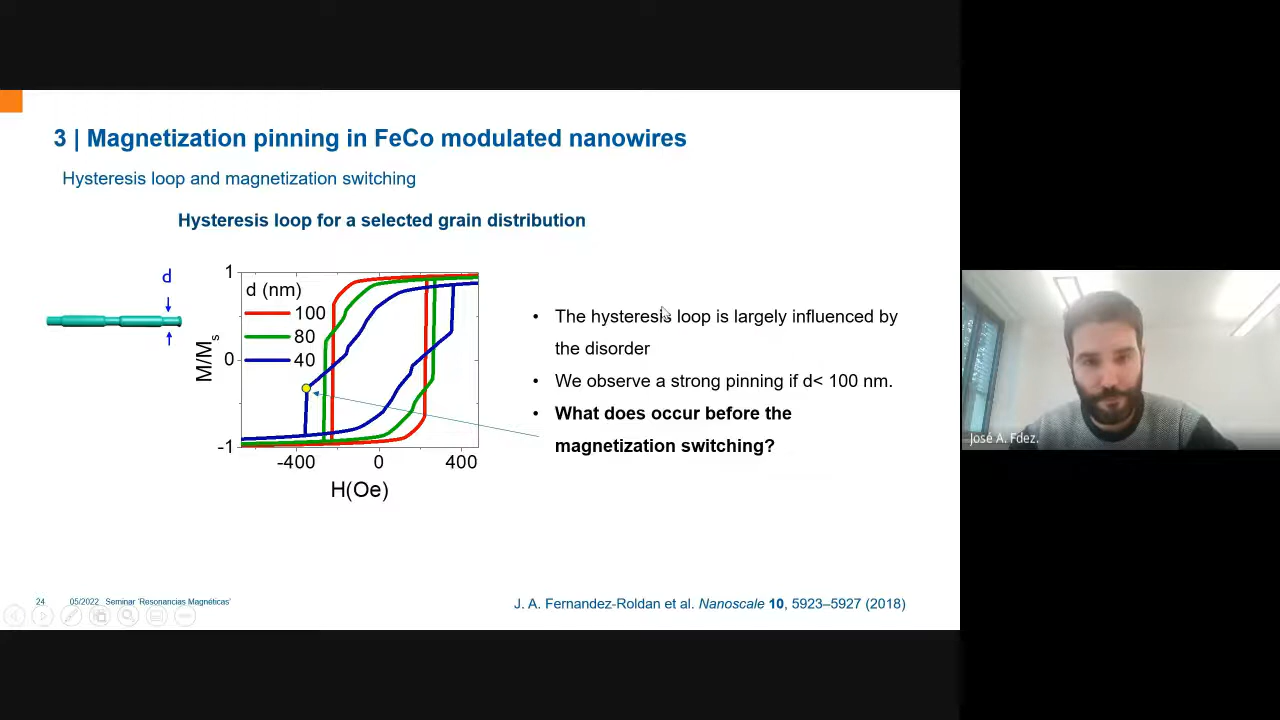 3 | Magnetization pinning in FeCo modulated nanowires
Hysteresis loop and magnetization switching
Hysteresis loop for a selected grain distribution
d
1
d (nm)
100
80
40
0
-1
M/Ms
-400
0
400
H(Oe)
• The hysteresis loop is largely influenced by
the disorder
• We observe a strong pinning if d< 100 nm.
• What does occur before the
magnetization switching?
José A. Fdez.
24
05/2022
Seminar 'Resonancias Magnéticas'
J. A. Fernandez-Roldan et al. Nanoscale 10, 5923–5927 (2018)